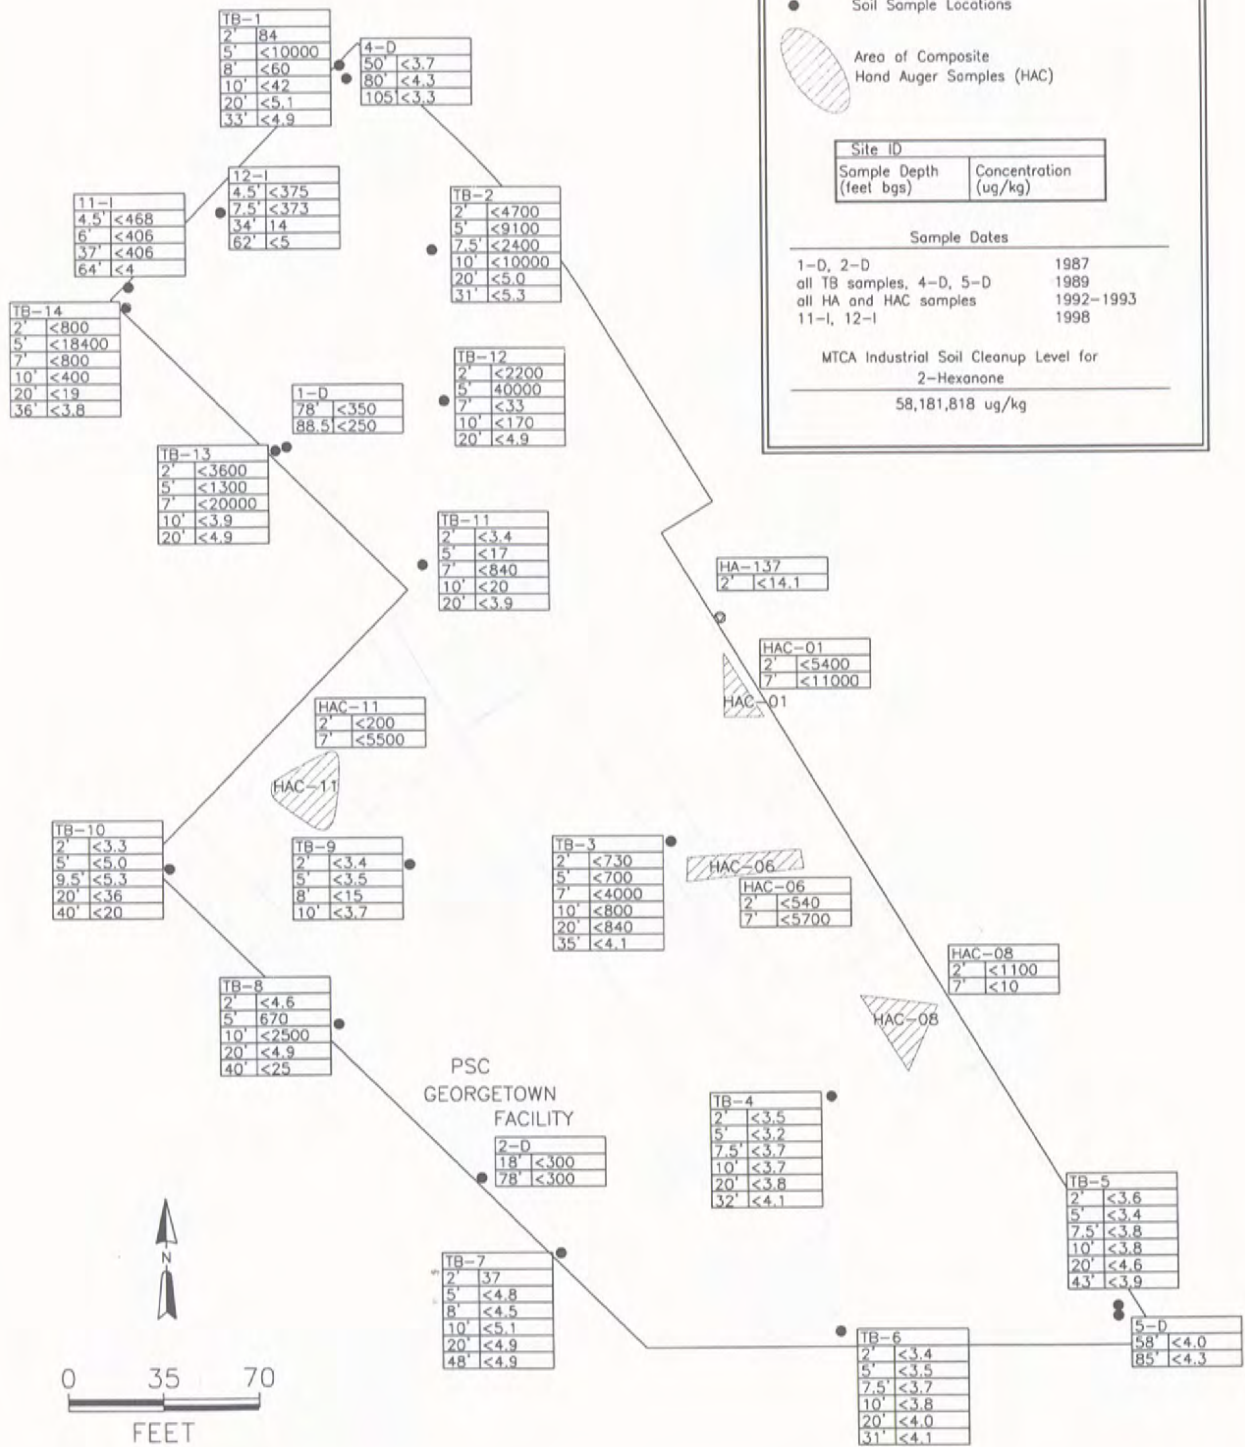 Soil Sample Locations
Area of Composite
Hand Auger Samples (HAC)
Site ID
Sample Depth
(feet bgs)
Concentration
(ug/kg)
Sample Dates
1-D, 2-D 1987
all TB samples, 4-D, 5-D 1989
all HA and HAC samples 1992-1993
11-I, 12-I 1998
MTCA Industrial Soil Cleanup Level for
2-Hexanone
58,181,818 ug/kg
TB-1
2' 84
5' <10000
8' <60
10' <42
20' <5.1
33' <4.9
4-D
50' <3.7
80' <4.3
105' <3.3
12-I
4.5' <375
7.5' <373
34' 14
62' <5
11-I
4.5' <468
6' <406
37' <406
64' <4
TB-2
2' <4700
5' <9100
7.5' <2400
10' <10000
20' <5.0
31' <5.3
TB-14
2' <800
5' <18400
7' <800
10' <400
20' <19
36' <3.8
TB-12
2' <2200
5' 40000
7' <33
10' <170
20' <4.9
1-D
78' <350
88.5' <250
TB-13
2' <3600
5' <1300
7' <20000
10' <3.9
20' <4.9
TB-11
2' <3.4
5' <17
7' <840
10' <20
20' <3.9
HA-137
2' <14.1
HAC-01
2' <5400
7' <11000
HAC-01
HAC-11
2' <200
7' <5500
HAC-11
TB-10
2' <3.3
5' <5.0
9.5' <5.3
20' <36
40' <20
TB-9
2' <3.4
5' <3.5
8' <15
10' <3.7
TB-3
2' <730
5' <700
7' <4000
10' <800
20' <840
35' <4.1
HAC-06
HAC-06
2' <540
7' <5700
HAC-08
2' <1100
7' <10
HAC-08
TB-8
2' <4.6
5' 670
10' <2500
20' <4.9
40' <25
PSC
GEORGETOWN
FACILITY
2-D
18' <300
78' <300
TB-4
2' <3.5
5' <3.2
7.5' <3.7
10' <3.7
20' <3.8
32' <4.1
TB-5
2' <3.6
5' <3.4
7.5' <3.8
10' <3.8
20' <4.6
43' <3.9
TB-7
2' 37
5' <4.8
8' <4.5
10' <5.1
20' <4.9
48' <4.9
5-D
58' <4.0
85' <4.3
TB-6
2' <3.4
5' <3.5
7.5' <3.7
10' <3.8
20' <4.0
31' <4.1
N
0 35 70
FEET